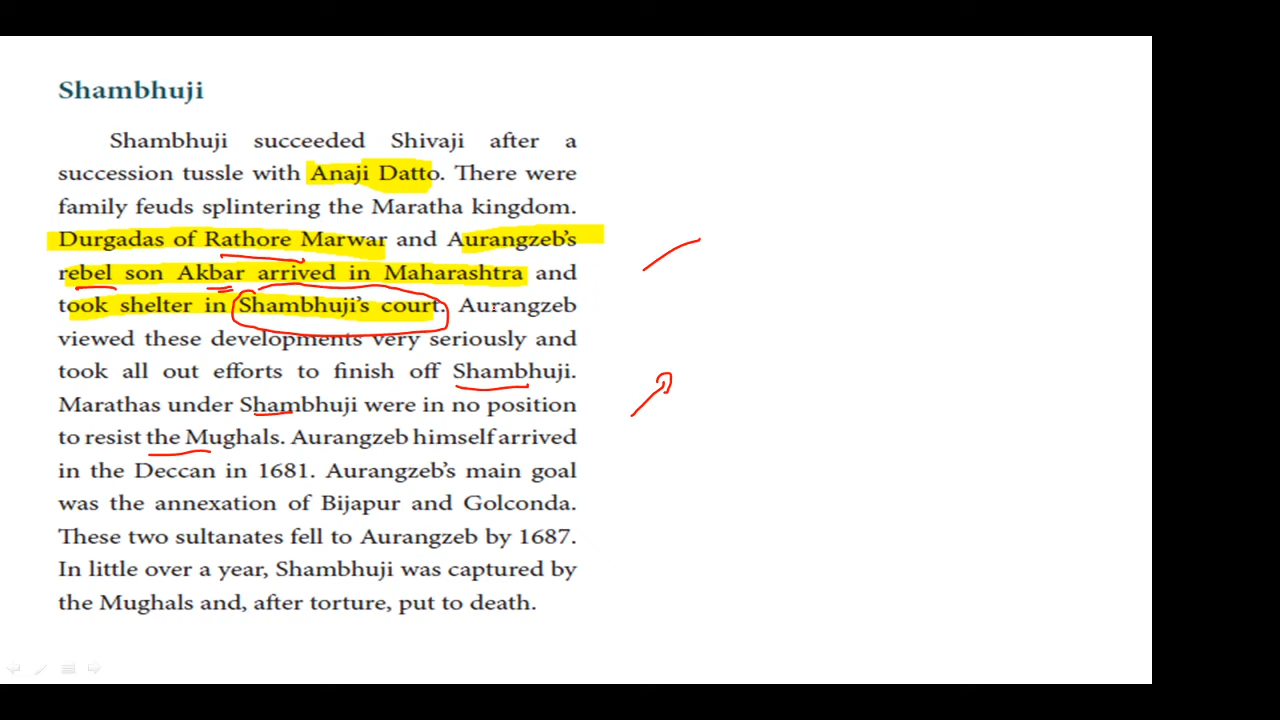 Shambhuji
Shambhuji succeeded Shivaji after a
succession tussle with Anaji Datto. There were
family feuds splintering the Maratha kingdom.
Durgadas of Rathore Marwar and Aurangzeb's
rebel son Akbar arrived in Maharashtra and
took shelter in Shambhuji's court. Aurangzeb
viewed these developments very seriously and
took all out efforts to finish off Shambhuji.
Marathas under Shambhuji were in no position
to resist the Mughals. Aurangzeb himself arrived
in the Deccan in 1681. Aurangzeb's main goal
was the annexation of Bijapur and Golconda.
These two sultanates fell to Aurangzeb by 1687.
In little over a year, Shambhuji was captured by
the Mughals and, after torture, put to death.